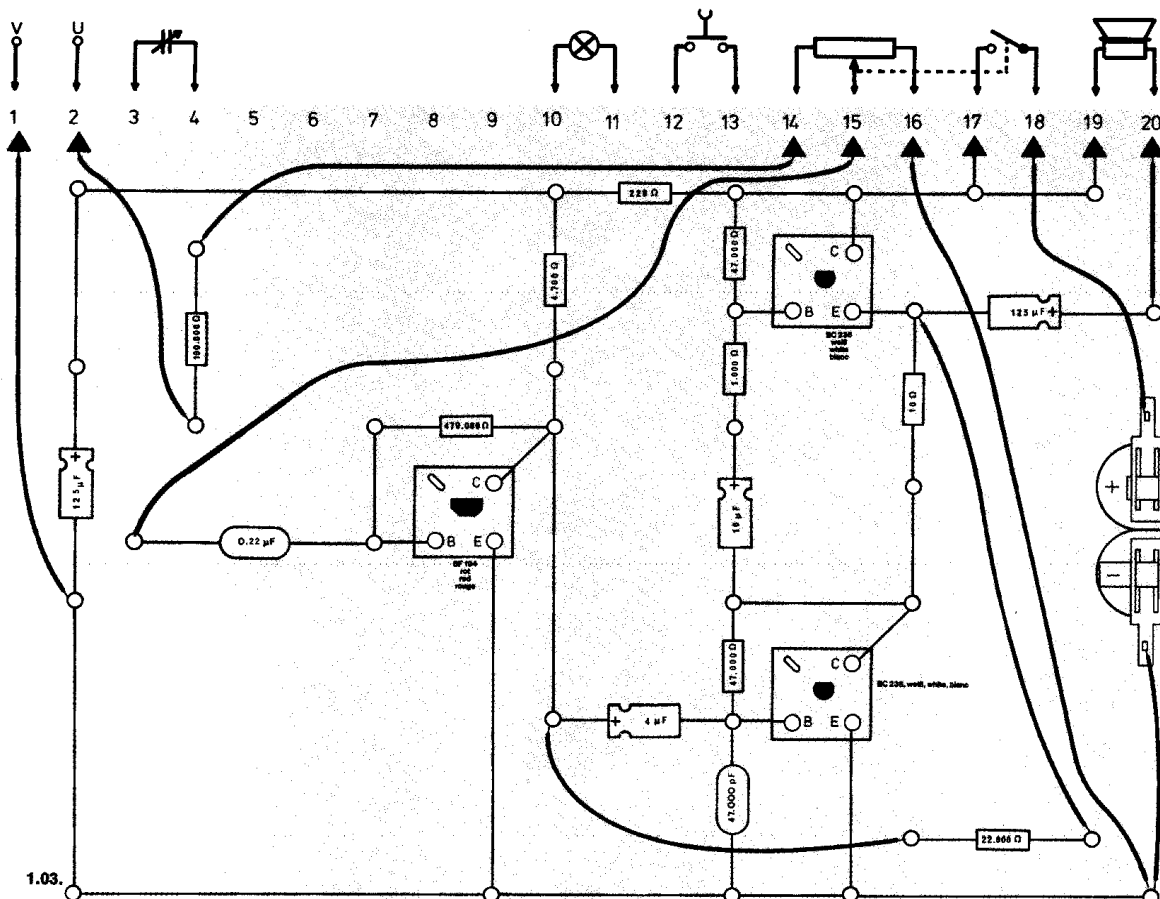 V U
1 2 3 4 5 6 7 8 9 10 11 12 13 14 15 16 17 18 19 20
220 Ω
47.000 Ω
C
4.700 Ω
B E
+
125 µF
BC 238
weiß
white
blanc
100.000 Ω
1.000 Ω
10 Ω
470.000 Ω
+
125 µF
C
+
10 µF
+
0.22 µF
B E
BF 194
rot
red
rouge
-
47.000 Ω
C
BC 238, weiß, white, blanc
+
4 µF
B E
47.000 pF
22.000 Ω
1.03.